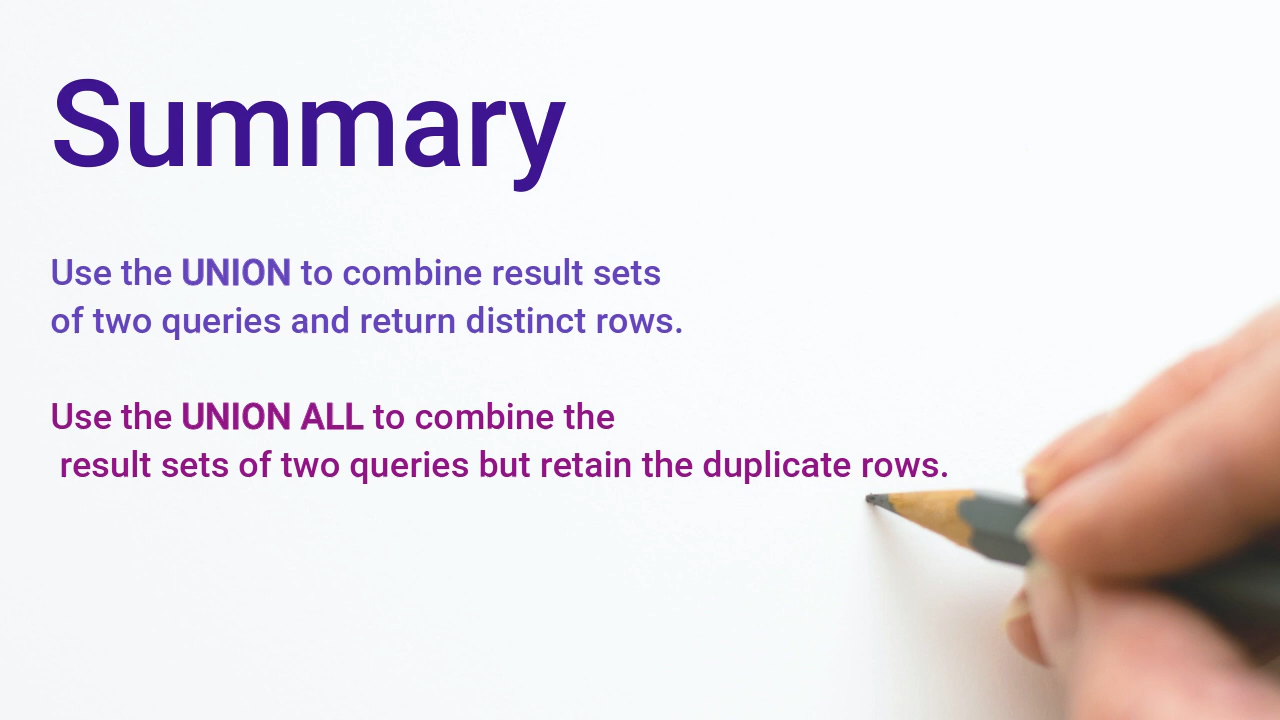 Summary
Use the UNION to combine result sets
of two queries and return distinct rows.
Use the UNION ALL to combine the
result sets of two queries but retain the duplicate rows.